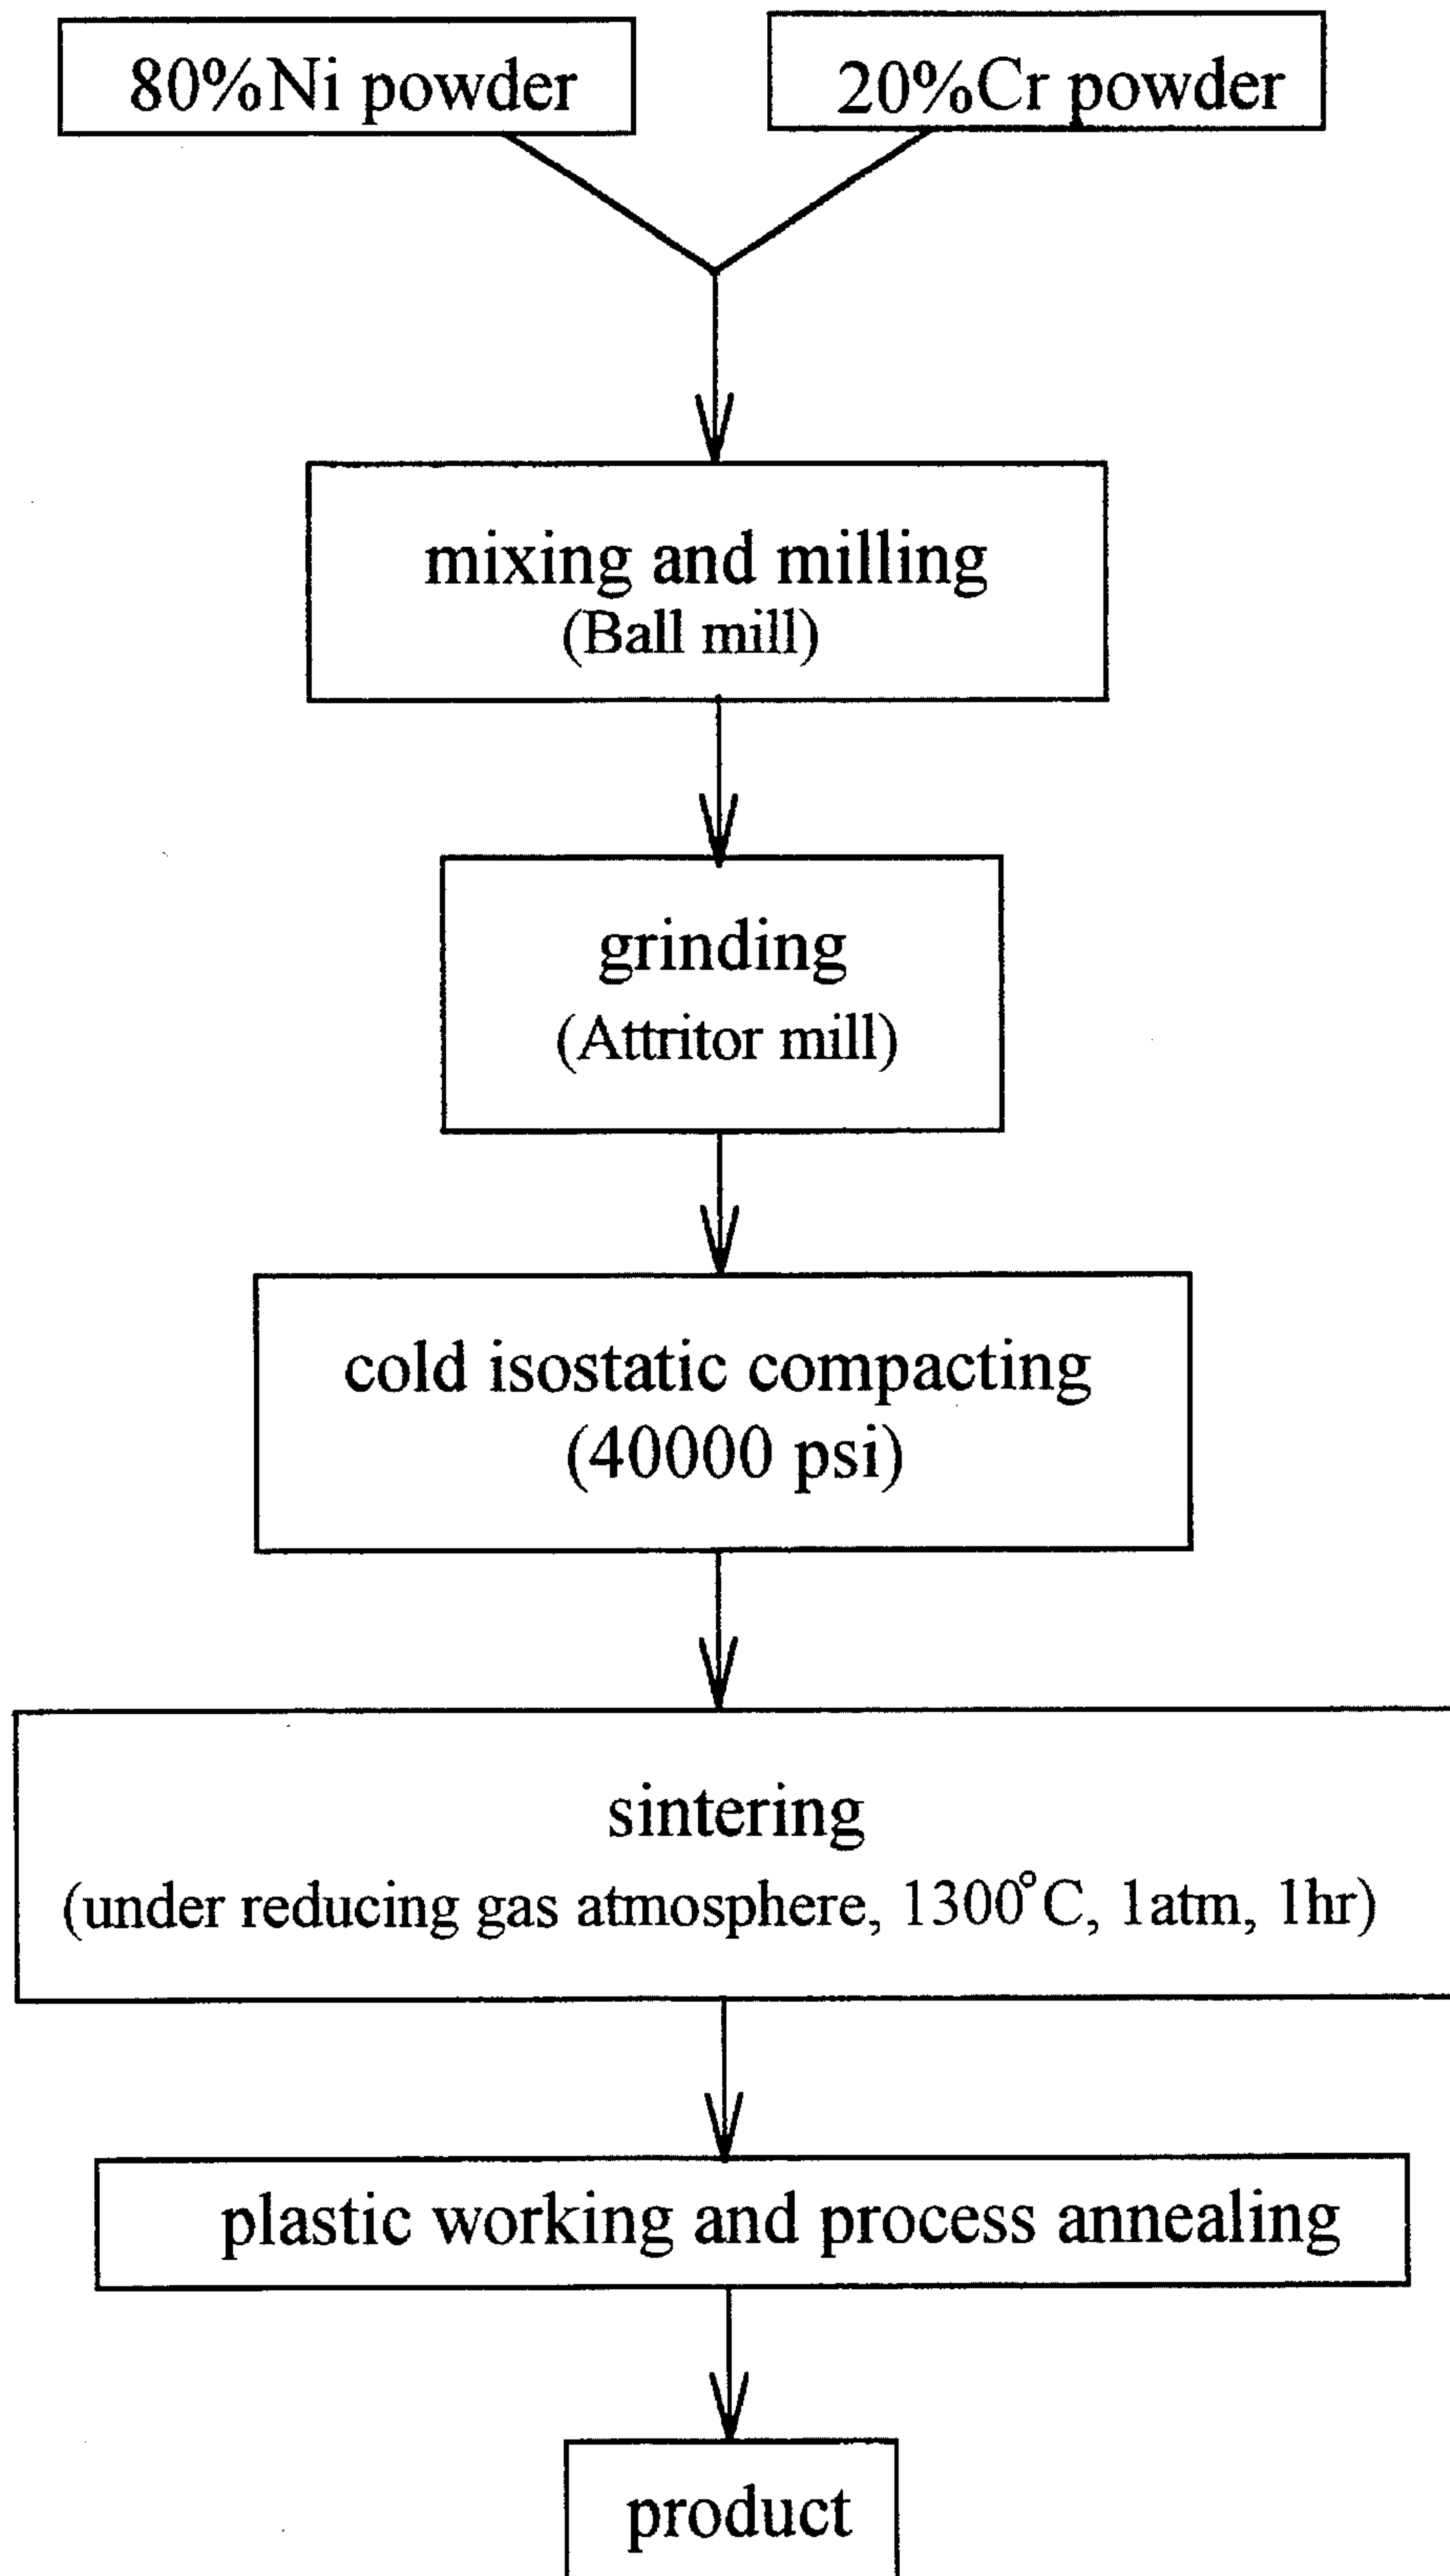 80%Ni powder
20%Cr powder
mixing and milling
(Ball mill)
grinding
(Attritor mill)
cold isostatic compacting
(40000 psi)
sintering
(under reducing gas atmosphere, 1300°C, 1atm, 1hr)
plastic working and process annealing
product